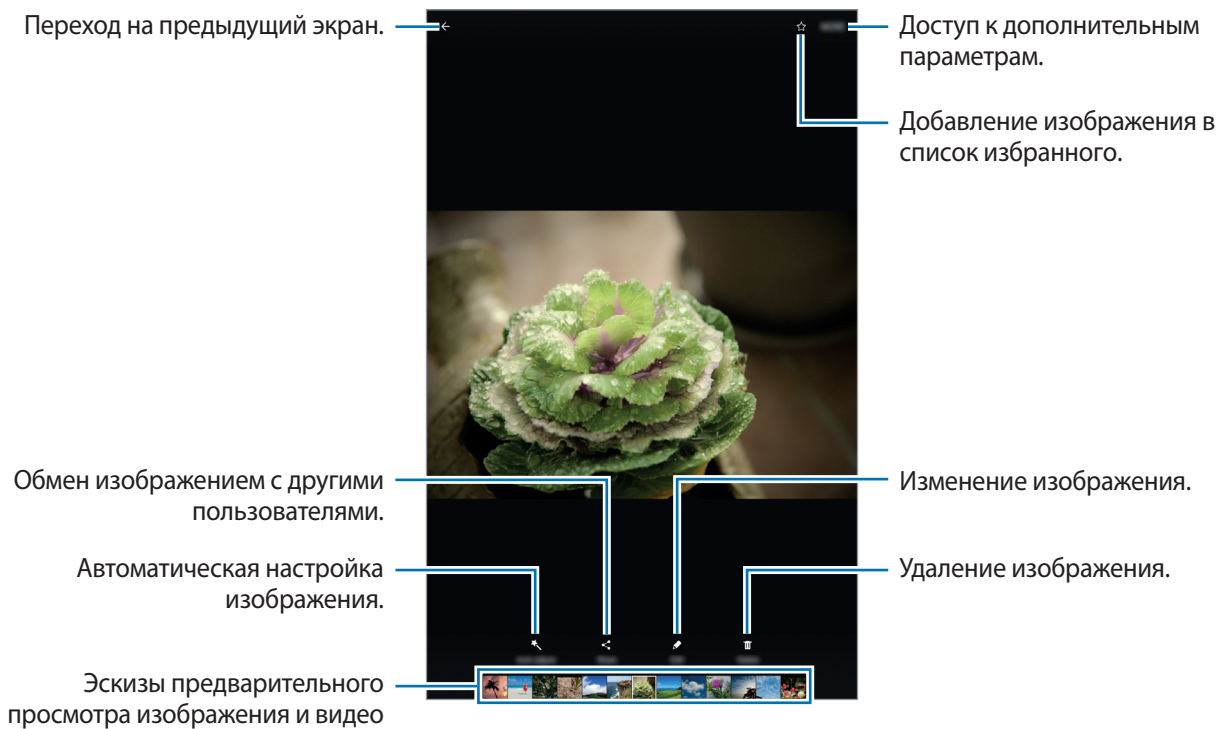 Переход на предыдущий экран.
Доступ к дополнительным
параметрам.
Добавление изображения в
список избранного.
Обмен изображением с другими
пользователями.
Изменение изображения.
Автоматическая настройка
изображения.
Удаление изображения.
Эскизы предварительного
просмотра изображения и видео